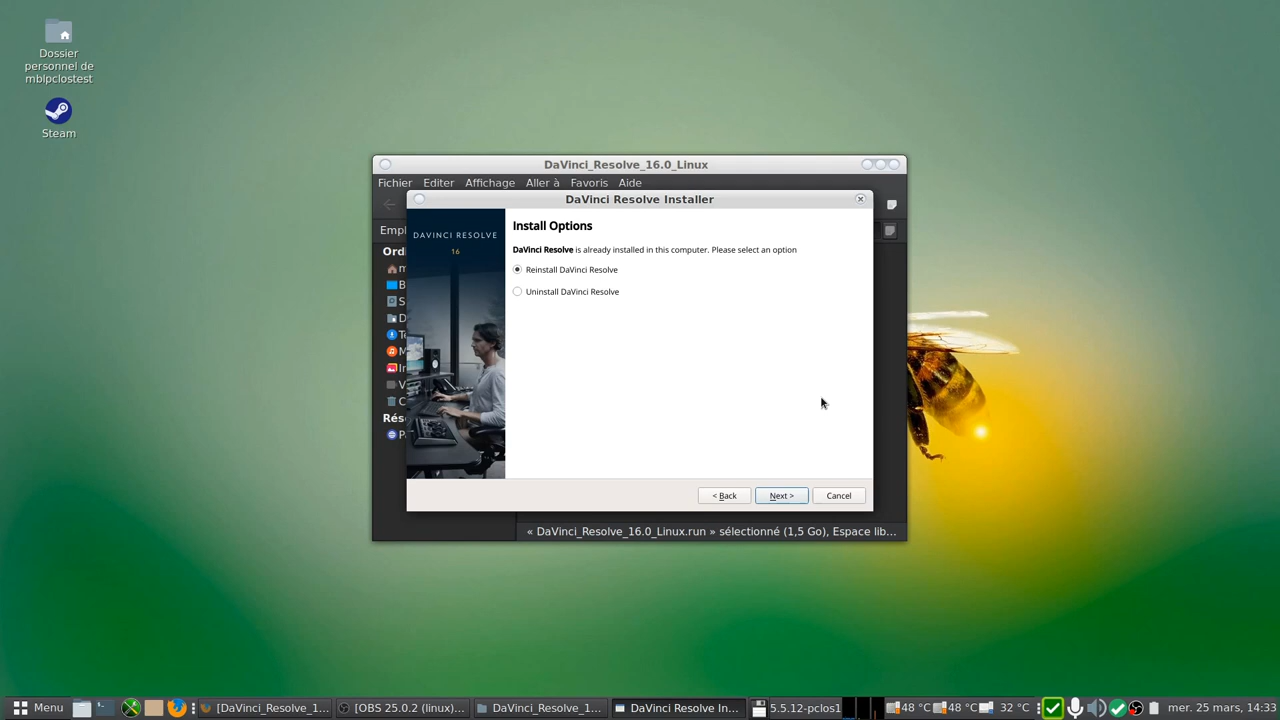 Dossier
personnel de
mblpclostest
Steam
DaVinci_Resolve_16.0_Linux
Fichier Editer Affichage Aller à Favoris Aide
DaVinci Resolve Installer
DAVINCI RESOLVE
16
Install Options
DaVinci Resolve is already installed in this computer. Please select an option
Reinstall DaVinci Resolve
Uninstall DaVinci Resolve
< Back Next > Cancel
« DaVinci_Resolve_16.0_Linux.run » sélectionné (1,5 Go), Espace lib...
Menu [DaVinci_Resolve_1... [OBS 25.0.2 (linux)... DaVinci_Resolve_1... DaVinci Resolve In... 5.5.12-pclos1 48 °C 48 °C 32 °C mer. 25 mars, 14:33